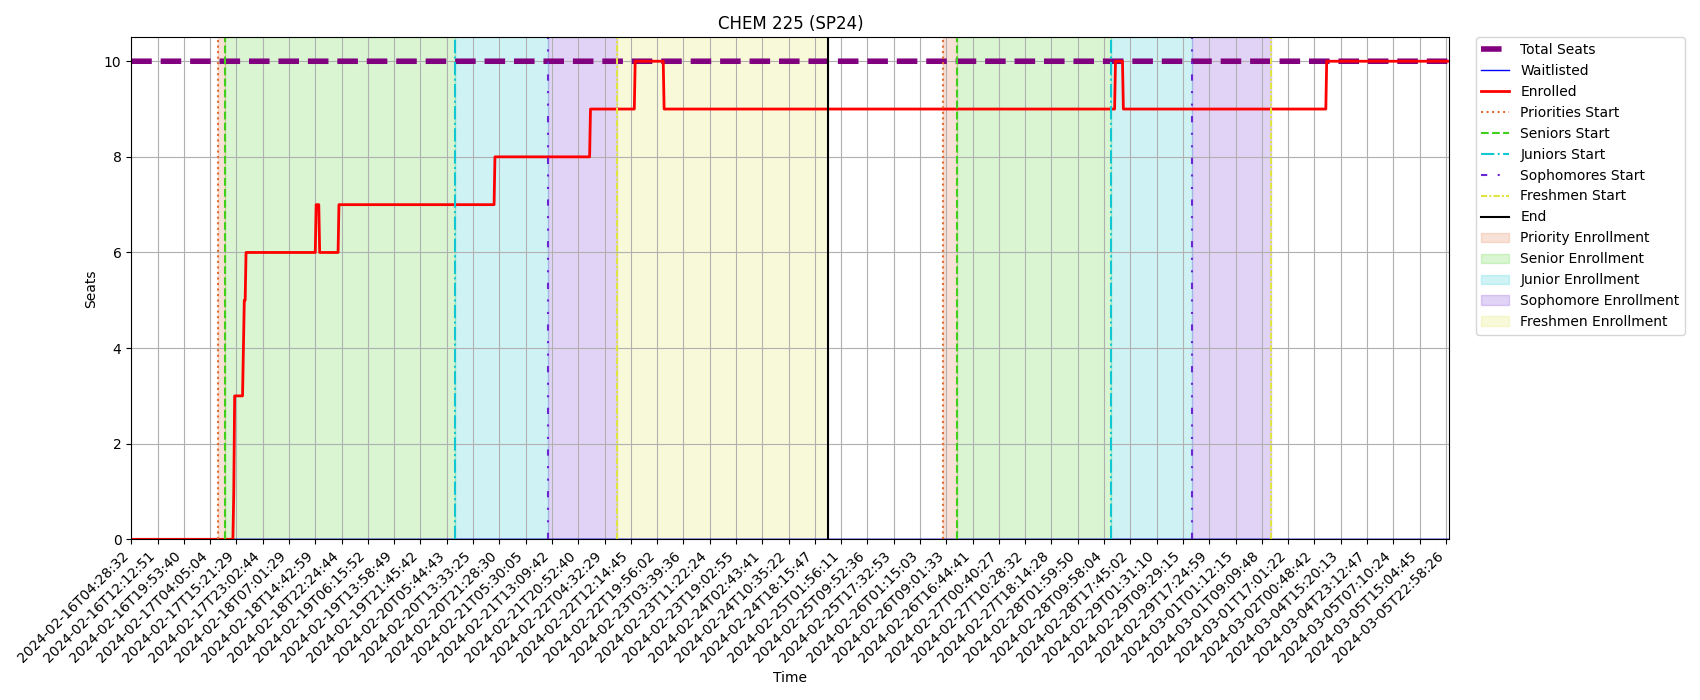 CHEM 225 (SP24)
Total Seats
Waitlisted
Enrolled
Priorities Start
Seniors Start
Juniors Start
Sophomores Start
Freshmen Start
End
Priority Enrollment
Senior Enrollment
Junior Enrollment
Sophomore Enrollment
Freshmen Enrollment
Seats
10
8
6
4
2
0
2024-02-16T04:28:32
2024-02-16T12:12:51
2024-02-16T19:53:40
2024-02-17T04:05:04
2024-02-17T15:21:29
2024-02-17T23:02:44
2024-02-18T07:01:29
2024-02-18T14:42:59
2024-02-18T22:24:44
2024-02-19T06:15:52
2024-02-19T13:58:49
2024-02-19T21:45:42
2024-02-20T05:44:43
2024-02-20T13:33:25
2024-02-20T21:28:30
2024-02-21T05:30:05
2024-02-21T13:09:42
2024-02-21T20:52:40
2024-02-22T04:32:29
2024-02-22T12:14:45
2024-02-22T19:56:02
2024-02-23T03:39:36
2024-02-23T11:22:24
2024-02-23T19:02:55
2024-02-24T02:43:41
2024-02-24T10:35:22
2024-02-24T18:15:47
2024-02-25T01:56:11
2024-02-25T09:52:36
2024-02-25T17:32:53
2024-02-26T01:15:03
2024-02-26T09:01:33
2024-02-26T16:44:41
2024-02-27T00:40:27
2024-02-27T10:28:32
2024-02-27T18:14:28
2024-02-28T01:59:50
2024-02-28T09:58:04
2024-02-28T17:45:02
2024-02-29T01:31:10
2024-02-29T09:29:15
2024-02-29T17:24:59
2024-03-01T01:12:15
2024-03-01T09:09:48
2024-03-01T17:01:22
2024-03-02T00:48:42
2024-03-04T15:20:13
2024-03-04T23:12:47
2024-03-05T07:10:24
2024-03-05T15:04:45
2024-03-05T22:58:26
Time